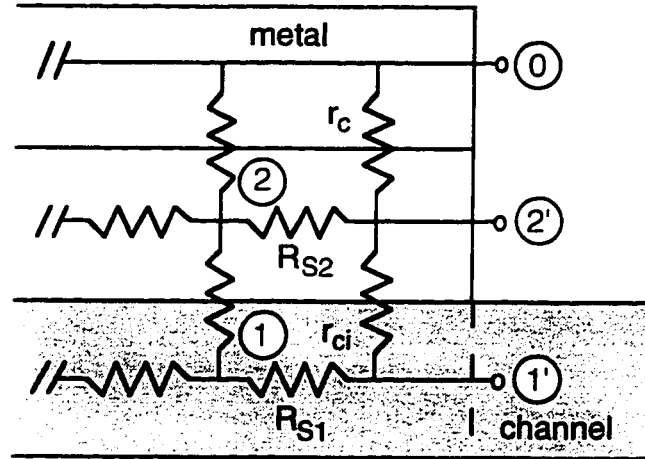 metal
0
r_c
2
2'
R_S2
1
r_ci
1'
R_S1
channel